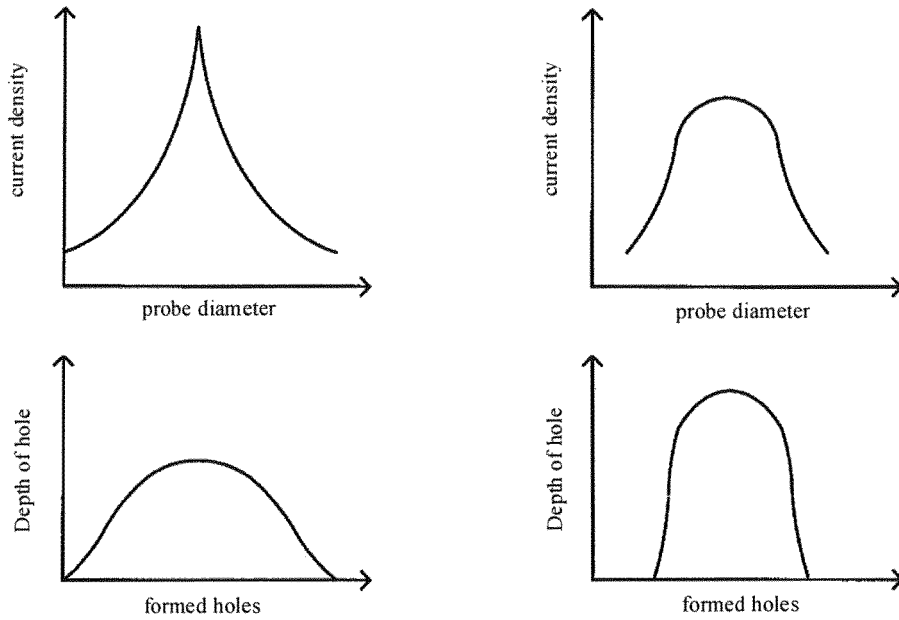 current density
probe diameter
current density
probe diameter
Depth of hole
formed holes
Depth of hole
formed holes